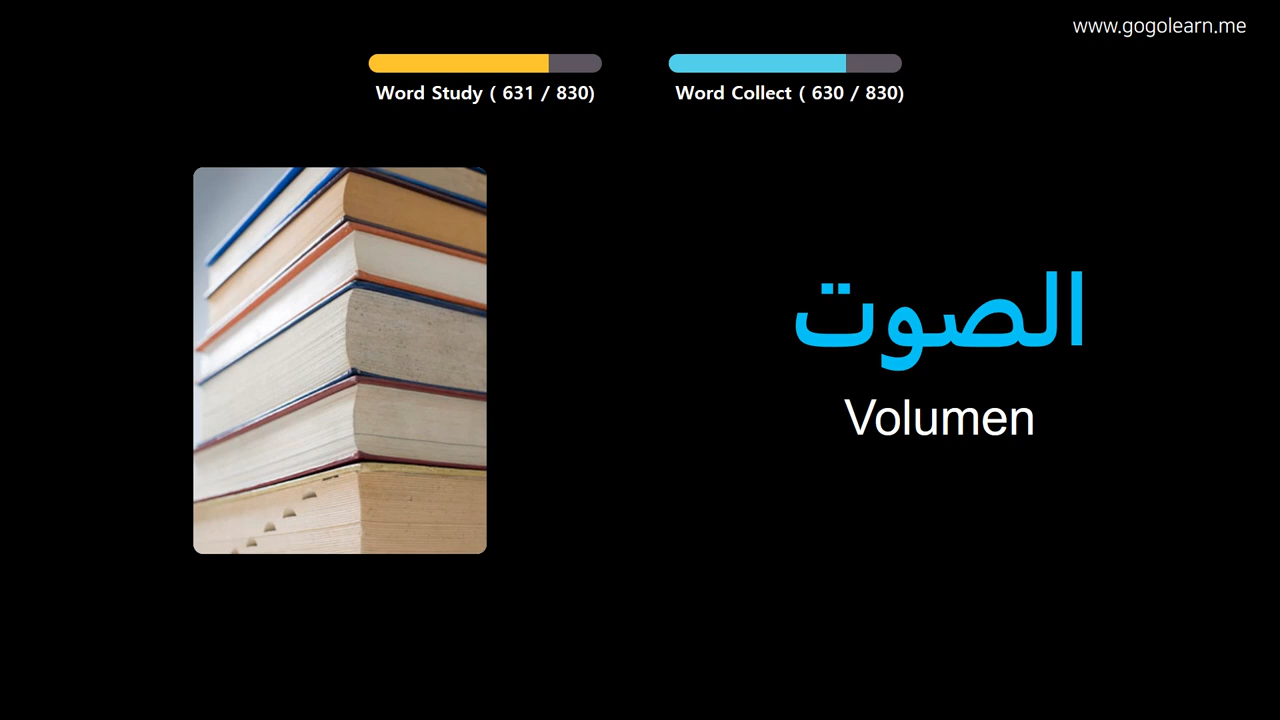 www.gogolearn.me
Word Study ( 631 / 830)
Word Collect ( 630 / 830)
الصوت
Volumen